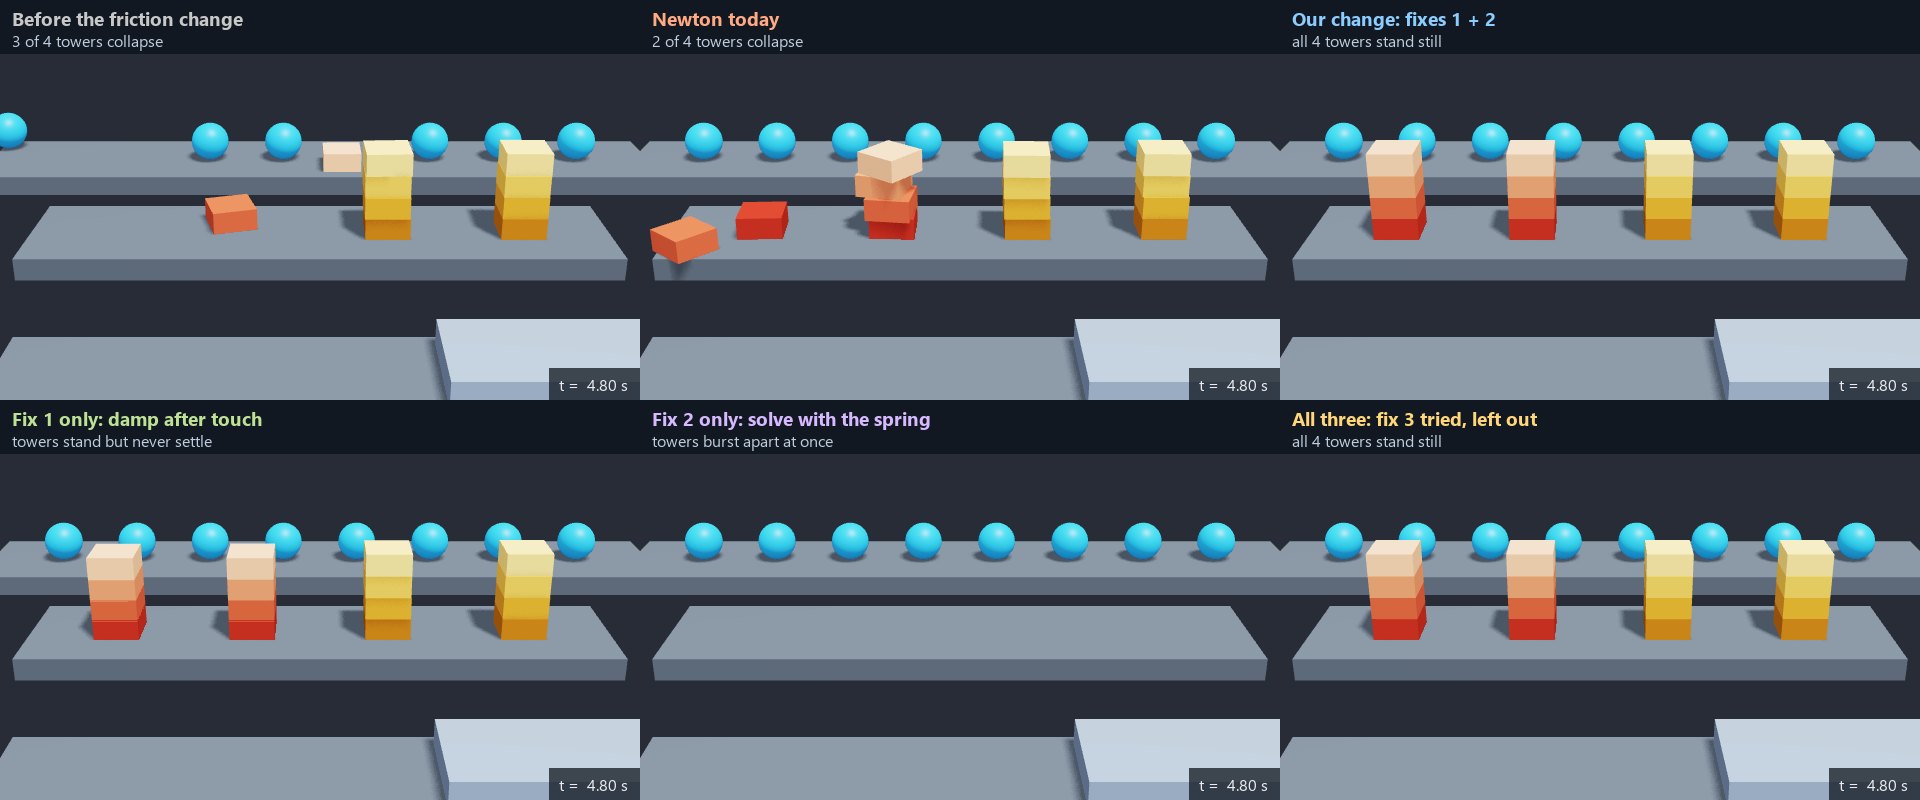 Before the friction change
3 of 4 towers collapse
Newton today
2 of 4 towers collapse
Our change: fixes 1 + 2
all 4 towers stand still
t = 4.80 s
t = 4.80 s
t = 4.80 s
Fix 1 only: damp after touch
towers stand but never settle
Fix 2 only: solve with the spring
towers burst apart at once
All three: fix 3 tried, left out
all 4 towers stand still
t = 4.80 s
t = 4.80 s
t = 4.80 s